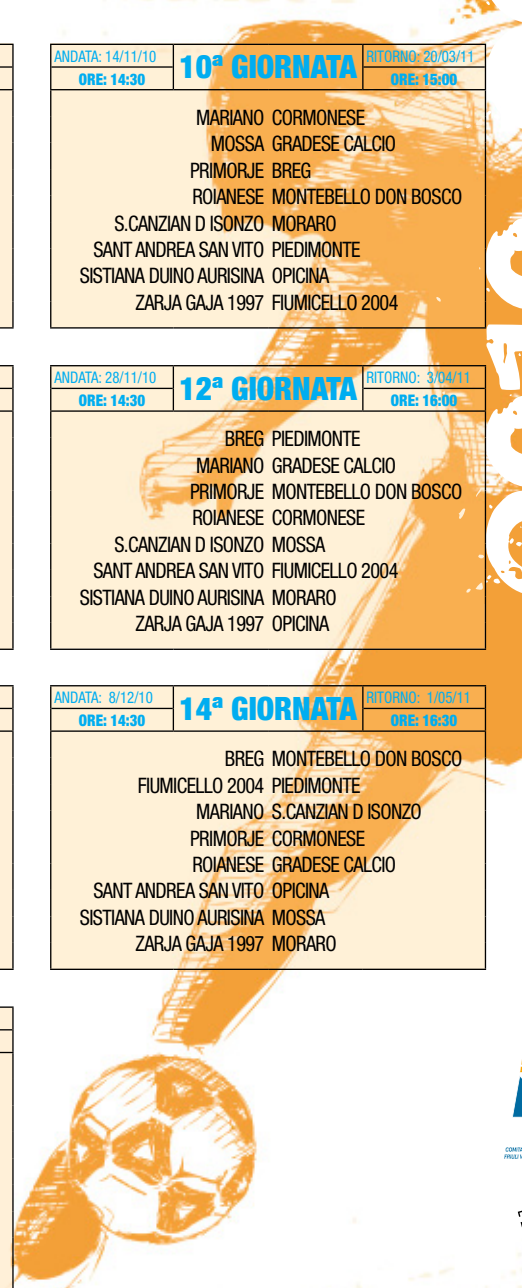 ANDATA: 14/11/10 10ª GIORNATA RITORNO: 20/03/11
ORE: 14:30 ORE: 15:00
MARIANO CORMONESE
MOSSA GRADESE CALCIO
PRIMORJE BREG
ROIANESE MONTEBELLO DON BOSCO
S.CANZIAN D ISONZO MORARO
SANT ANDREA SAN VITO PIEDIMONTE
SISTIANA DUINO AURISINA OPICINA
ZARJA GAJA 1997 FIUMICELLO 2004
ANDATA: 28/11/10 12ª GIORNATA RITORNO: 3/04/11
ORE: 14:30 ORE: 16:00
BREG PIEDIMONTE
MARIANO GRADESE CALCIO
PRIMORJE MONTEBELLO DON BOSCO
ROIANESE CORMONESE
S.CANZIAN D ISONZO MOSSA
SANT ANDREA SAN VITO FIUMICELLO 2004
SISTIANA DUINO AURISINA MORARO
ZARJA GAJA 1997 OPICINA
ANDATA: 8/12/10 14ª GIORNATA RITORNO: 1/05/11
ORE: 14:30 ORE: 16:30
BREG MONTEBELLO DON BOSCO
FIUMICELLO 2004 PIEDIMONTE
MARIANO S.CANZIAN D ISONZO
PRIMORJE CORMONESE
ROIANESE GRADESE CALCIO
SANT ANDREA SAN VITO OPICINA
SISTIANA DUINO AURISINA MOSSA
ZARJA GAJA 1997 MORARO